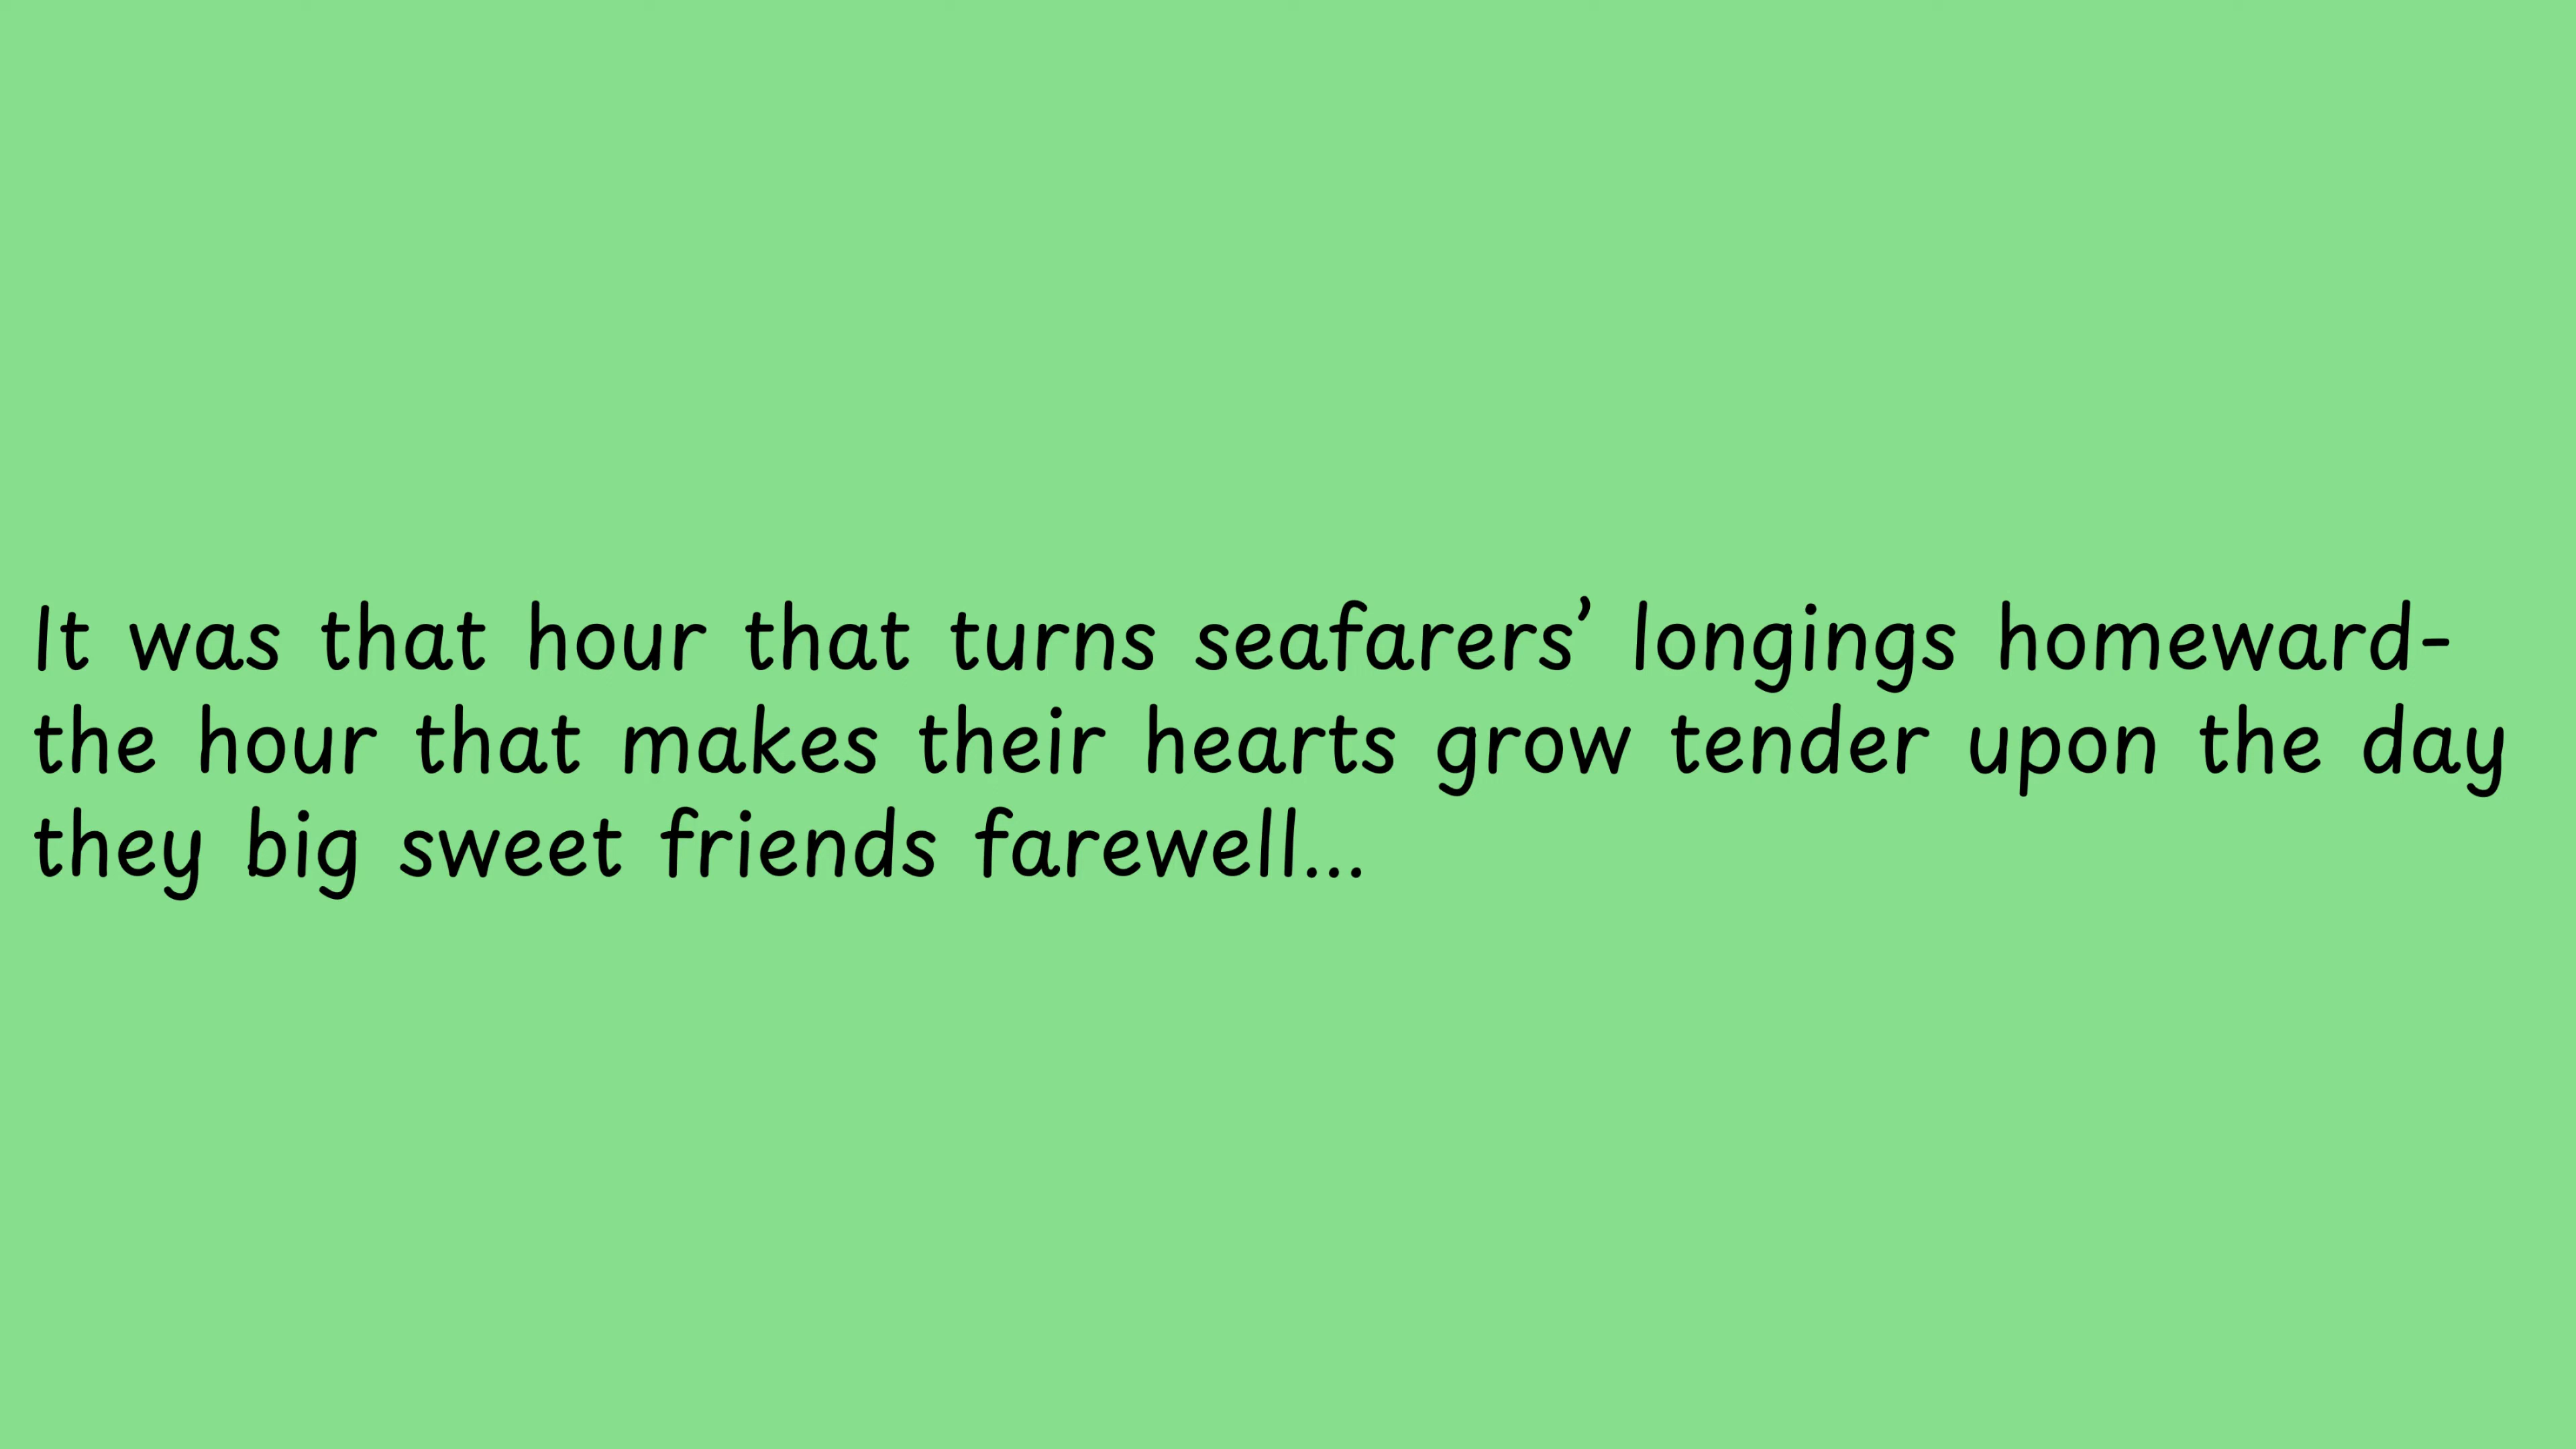 It was that hour that turns seafarers’ longings homeward-
the hour that makes their hearts grow tender upon the day
they big sweet friends farewell...